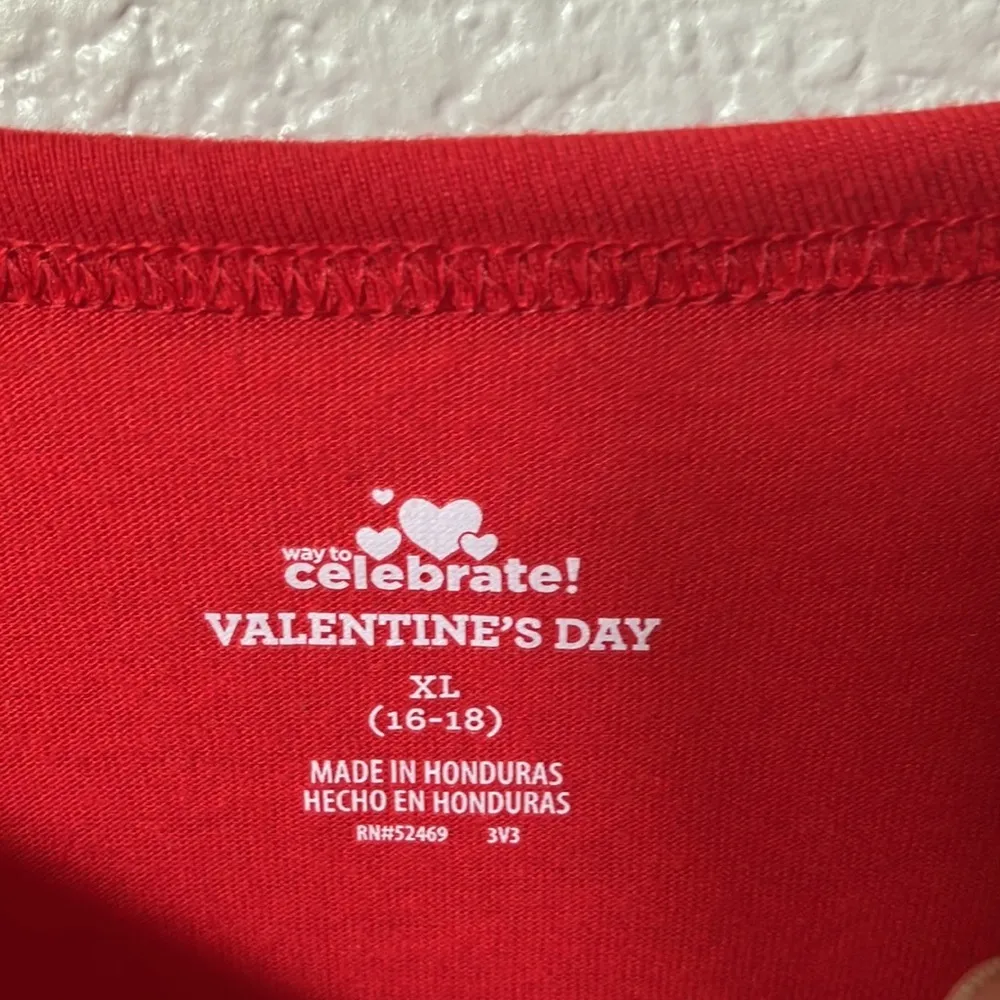 way to
celebrate!
VALENTINE'S DAY
XL
(16-18)
MADE IN HONDURAS
HECHO EN HONDURAS
RN#52469 3V3